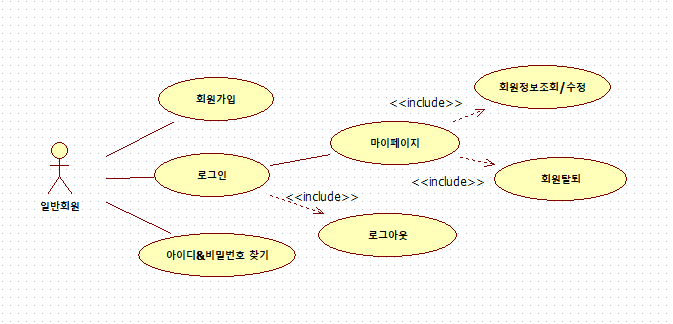 회원가입
회원정보조회/수정
<<include>>
마이페이지
로그인
<<include>>
회원탈퇴
<<include>>
일반회원
로그아웃
아이디&비밀번호 찾기